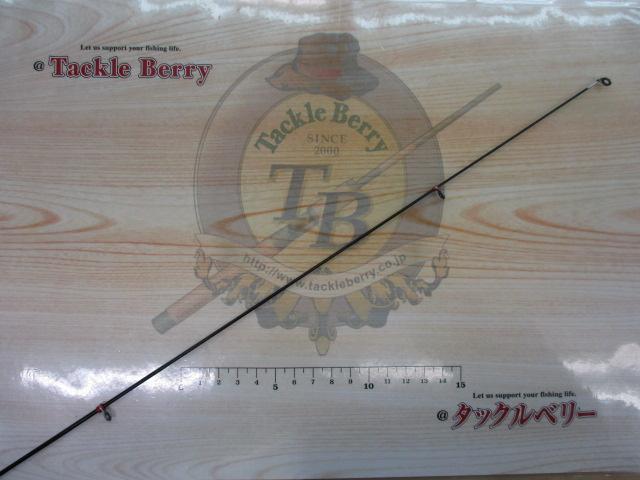 Let us support your fishing life.
@ Tackle Berry
Tackle Berry
SINCE
2000
TB
http://www.tackleberry.co.jp
0 1 2 3 4 5 6 7 8 9 10 11 12 13 14 15
Let us support your fishing life.
@ タックルベリー